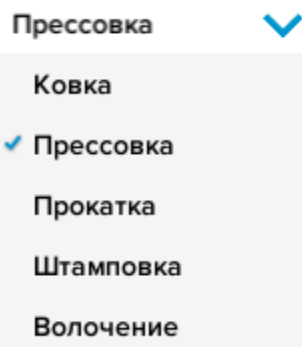 Прессовка
Ковка
Прессовка
Прокатка
Штамповка
Волочение